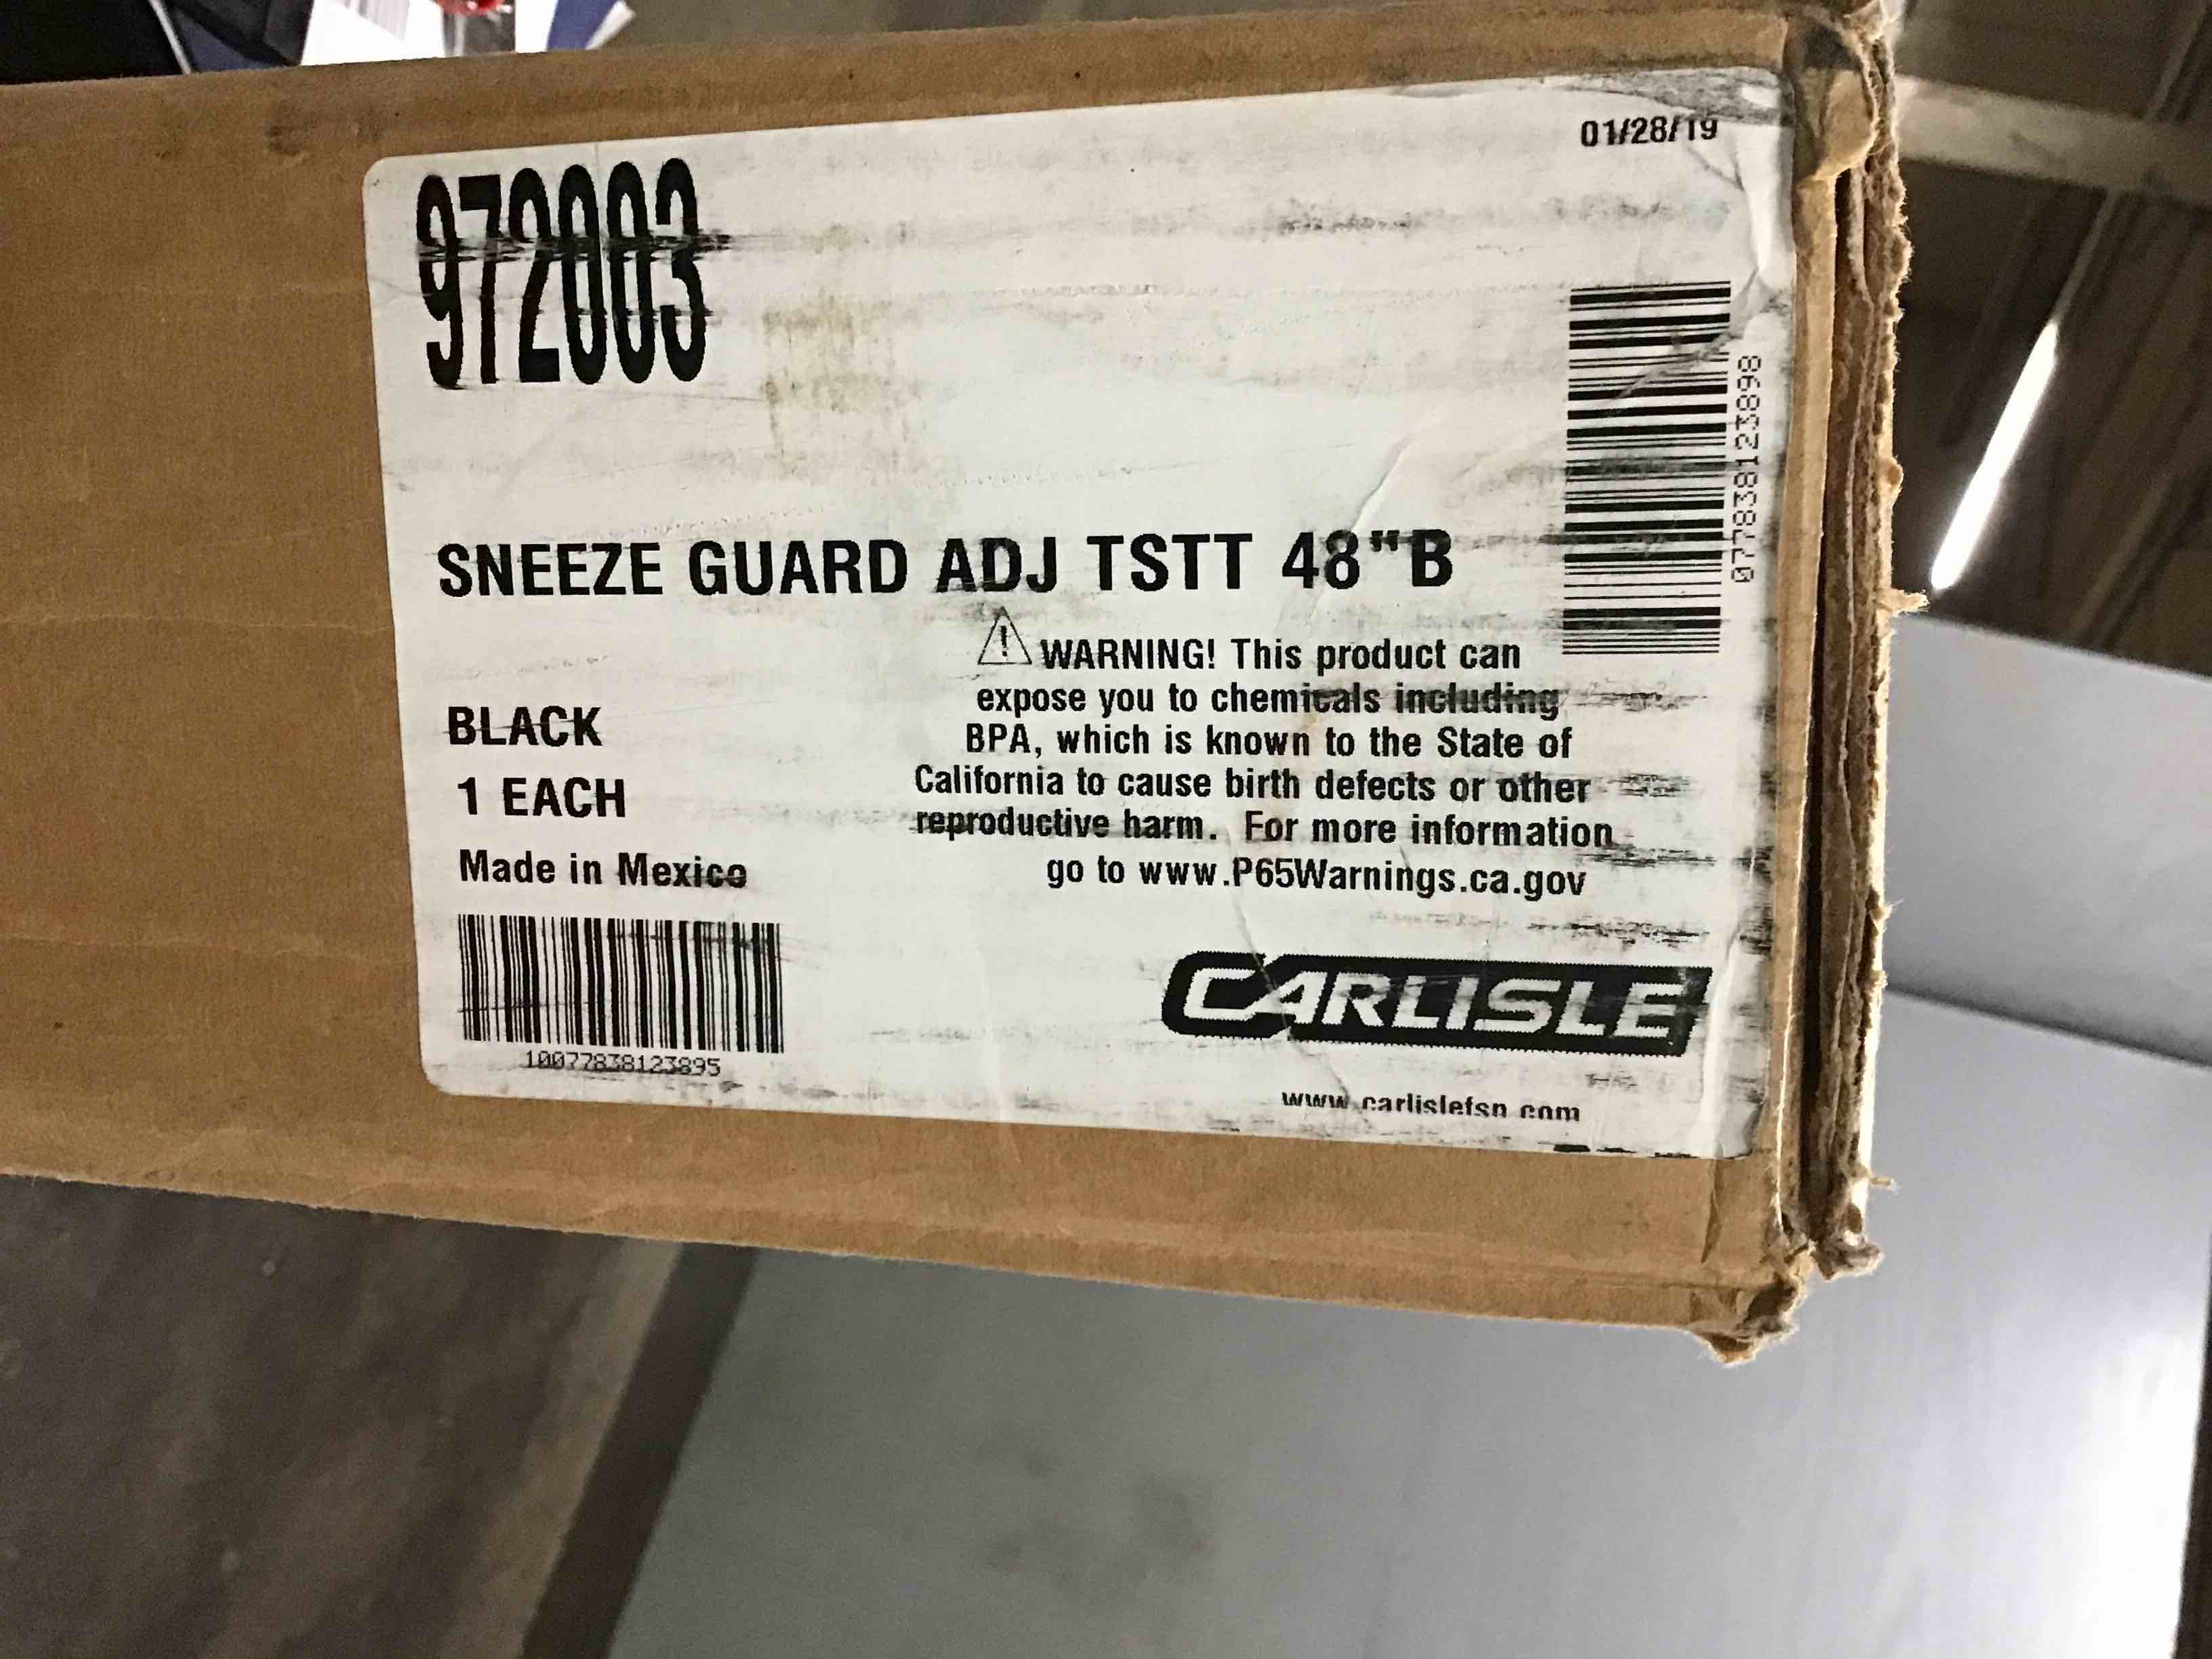 01/28/19
972003
077838123898
SNEEZE GUARD ADJ TSTT 48"B
WARNING! This product can
expose you to chemicals including
BPA, which is known to the State of
California to cause birth defects or other
reproductive harm. For more information
go to www.P65Warnings.ca.gov
BLACK
1 EACH
Made in Mexico
10077838123895
CARLISLE
www.carlislefsp.com